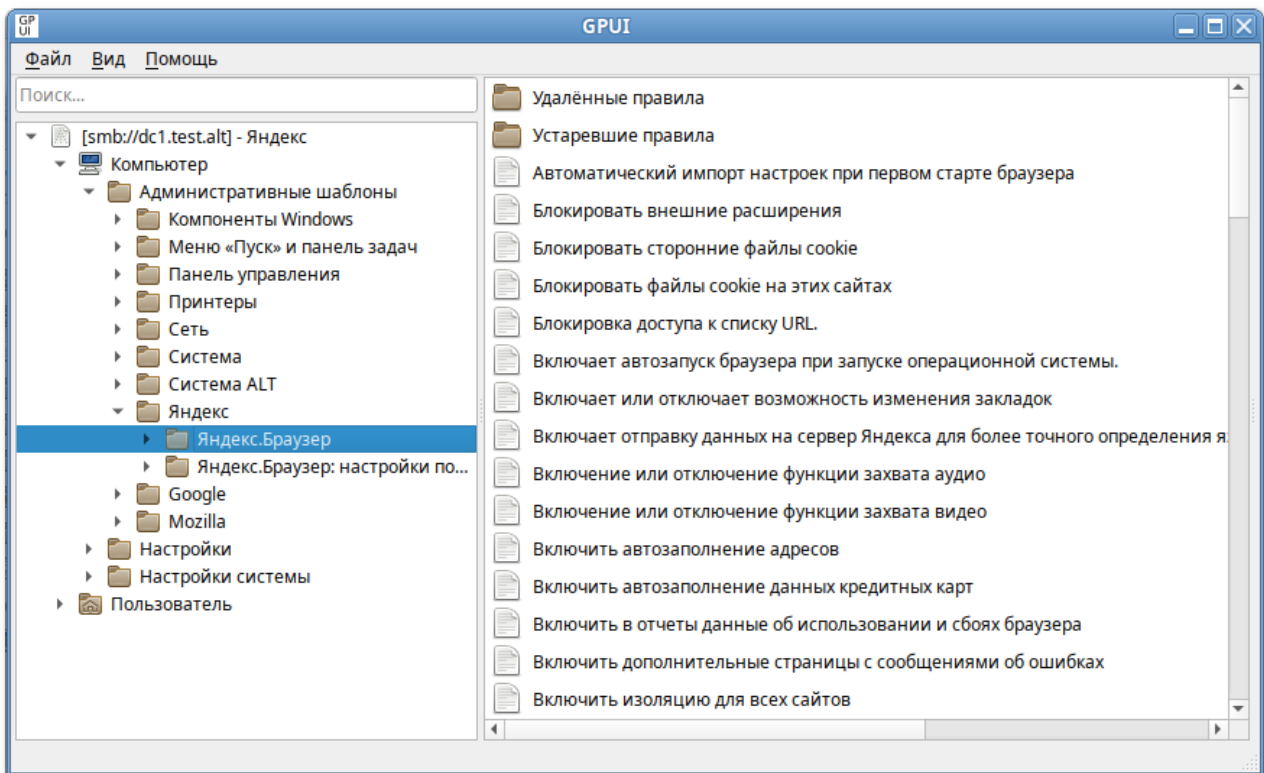 GPUI
GPUI
Файл Вид Помощь
Поиск...
[smb://dc1.test.alt] - Яндекс
Компьютер
Административные шаблоны
Компоненты Windows
Меню «Пуск» и панель задач
Панель управления
Принтеры
Сеть
Система
Система ALT
Яндекс
Яндекс.Браузер
Яндекс.Браузер: настройки по...
Google
Mozilla
Настройки
Настройки системы
Пользователь
Удалённые правила
Устаревшие правила
Автоматический импорт настроек при первом старте браузера
Блокировать внешние расширения
Блокировать сторонние файлы cookie
Блокировать файлы cookie на этих сайтах
Блокировка доступа к списку URL.
Включает автозапуск браузера при запуске операционной системы.
Включает или отключает возможность изменения закладок
Включает отправку данных на сервер Яндекса для более точного определения я
Включение или отключение функции захвата аудио
Включение или отключение функции захвата видео
Включить автозаполнение адресов
Включить автозаполнение данных кредитных карт
Включить в отчеты данные об использовании и сбоях браузера
Включить дополнительные страницы с сообщениями об ошибках
Включить изоляцию для всех сайтов